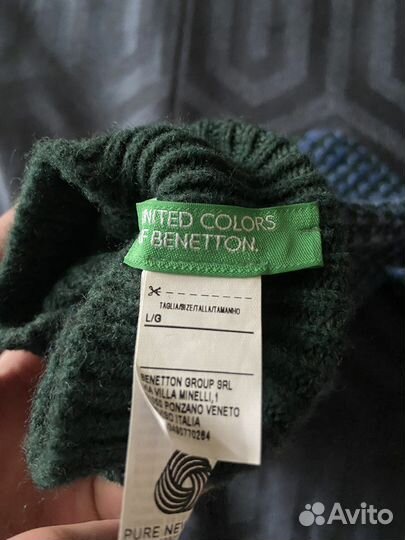 NITED COLORS
F BENETTON.
TAGLIA/SIZE/TALLA/TAMANHO
L/G
BENETTON GROUP SRL
VIA VILLA MINELLI,1
PONZANO VENETO
ITALIA
PURE NEW
Avito